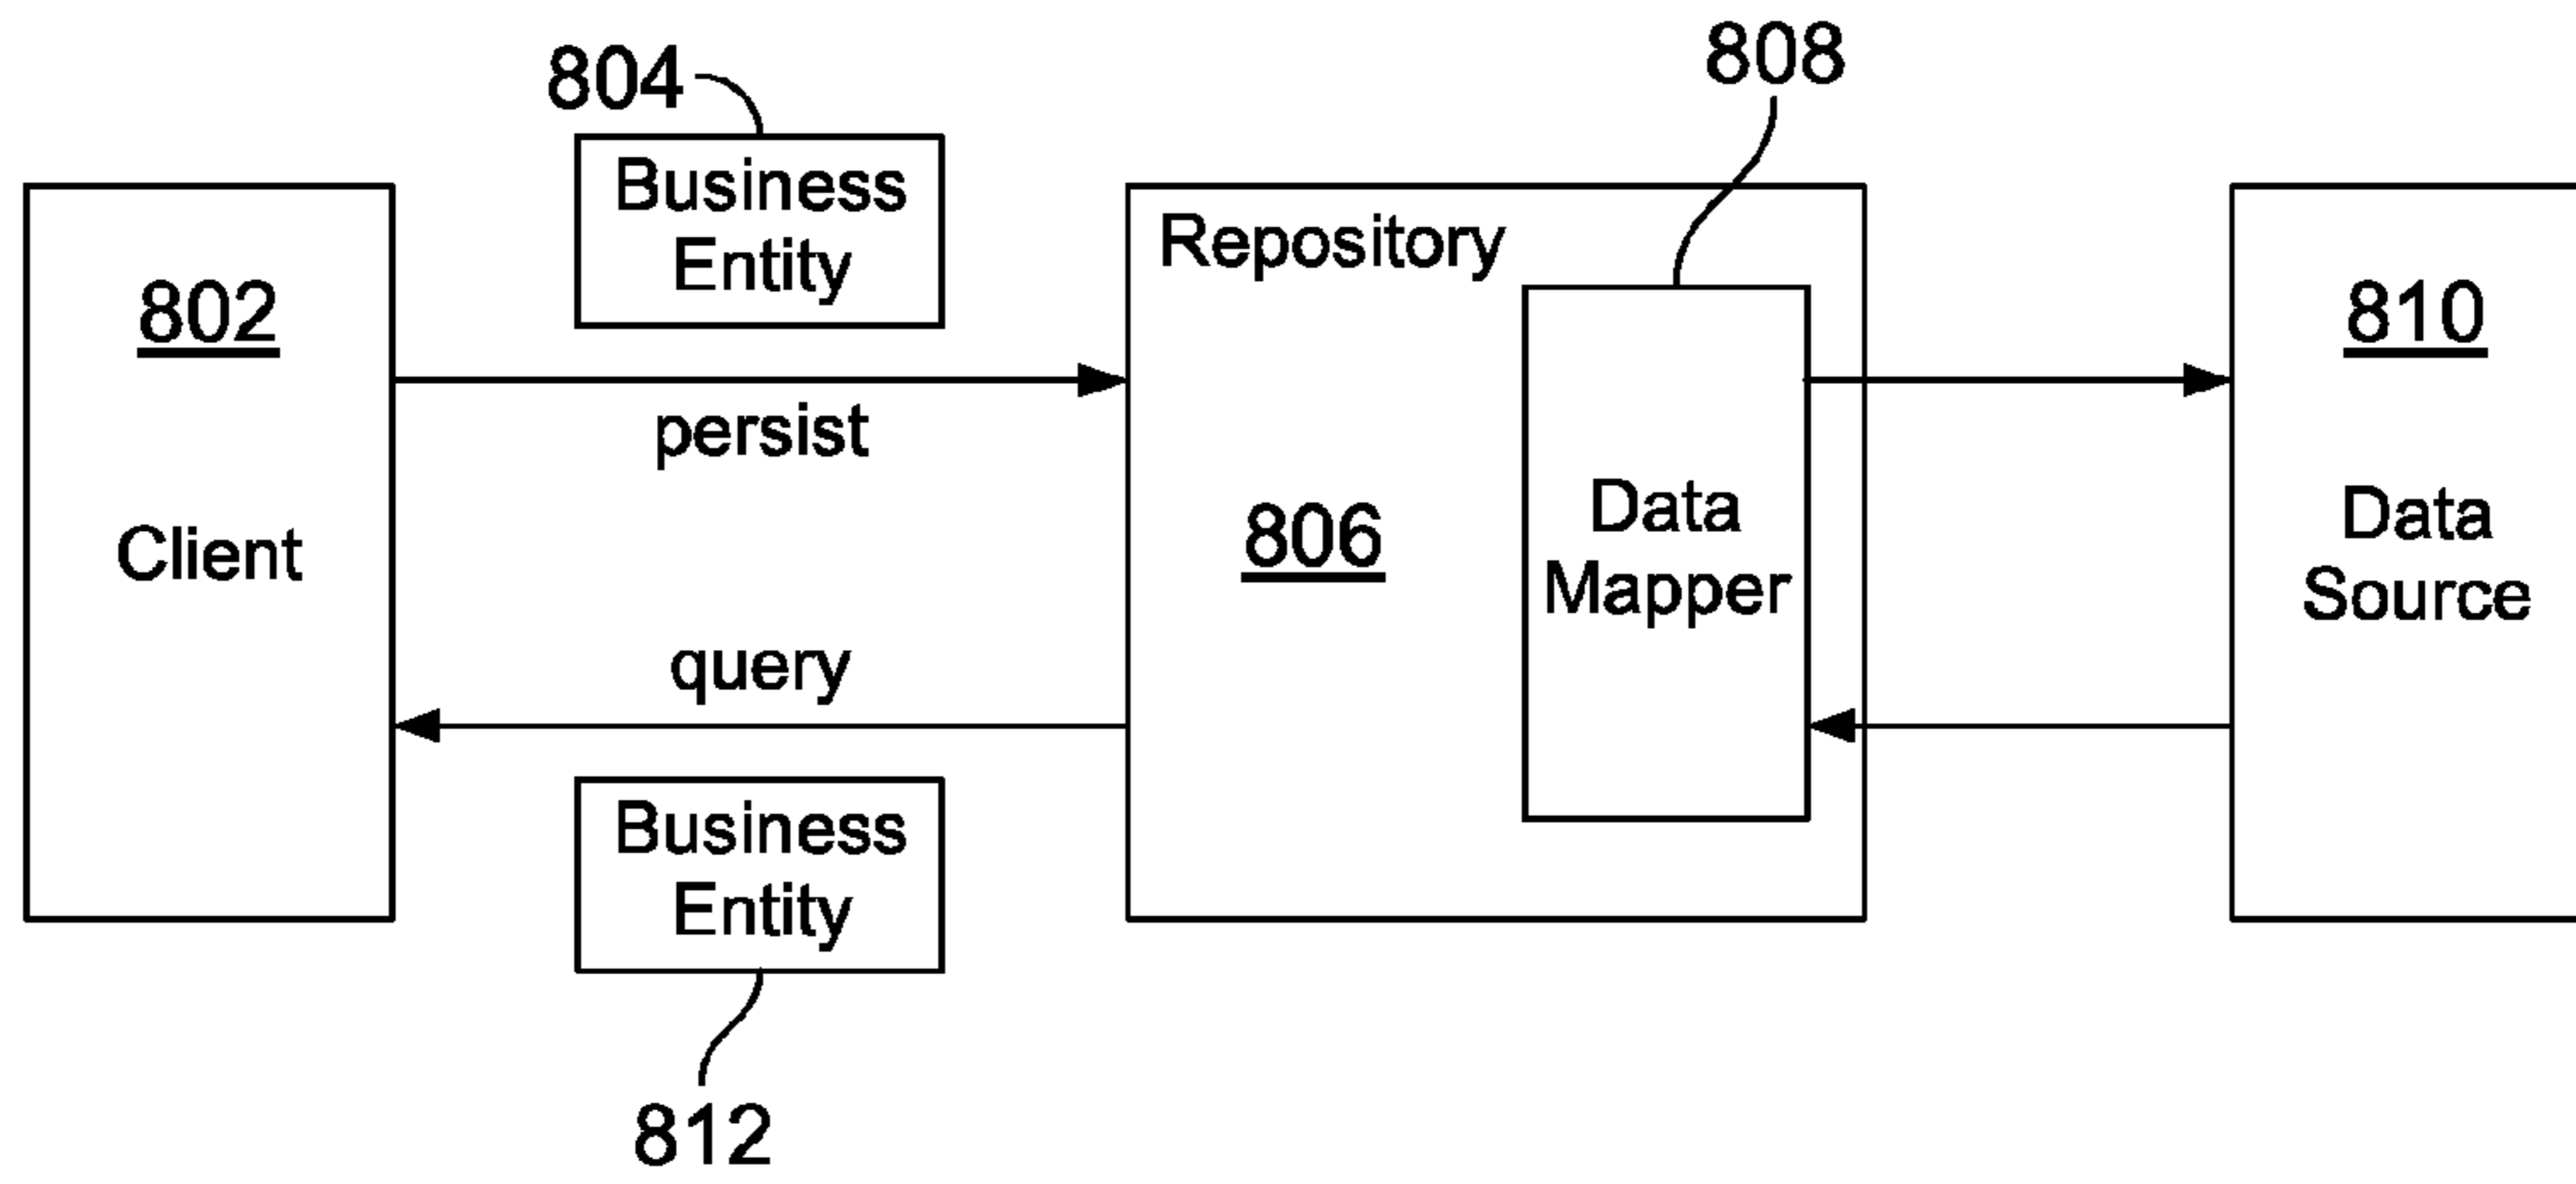 804
808
Business
Entity
Repository
802
810
persist
Client
806
Data
Mapper
Data
Source
query
Business
Entity
812